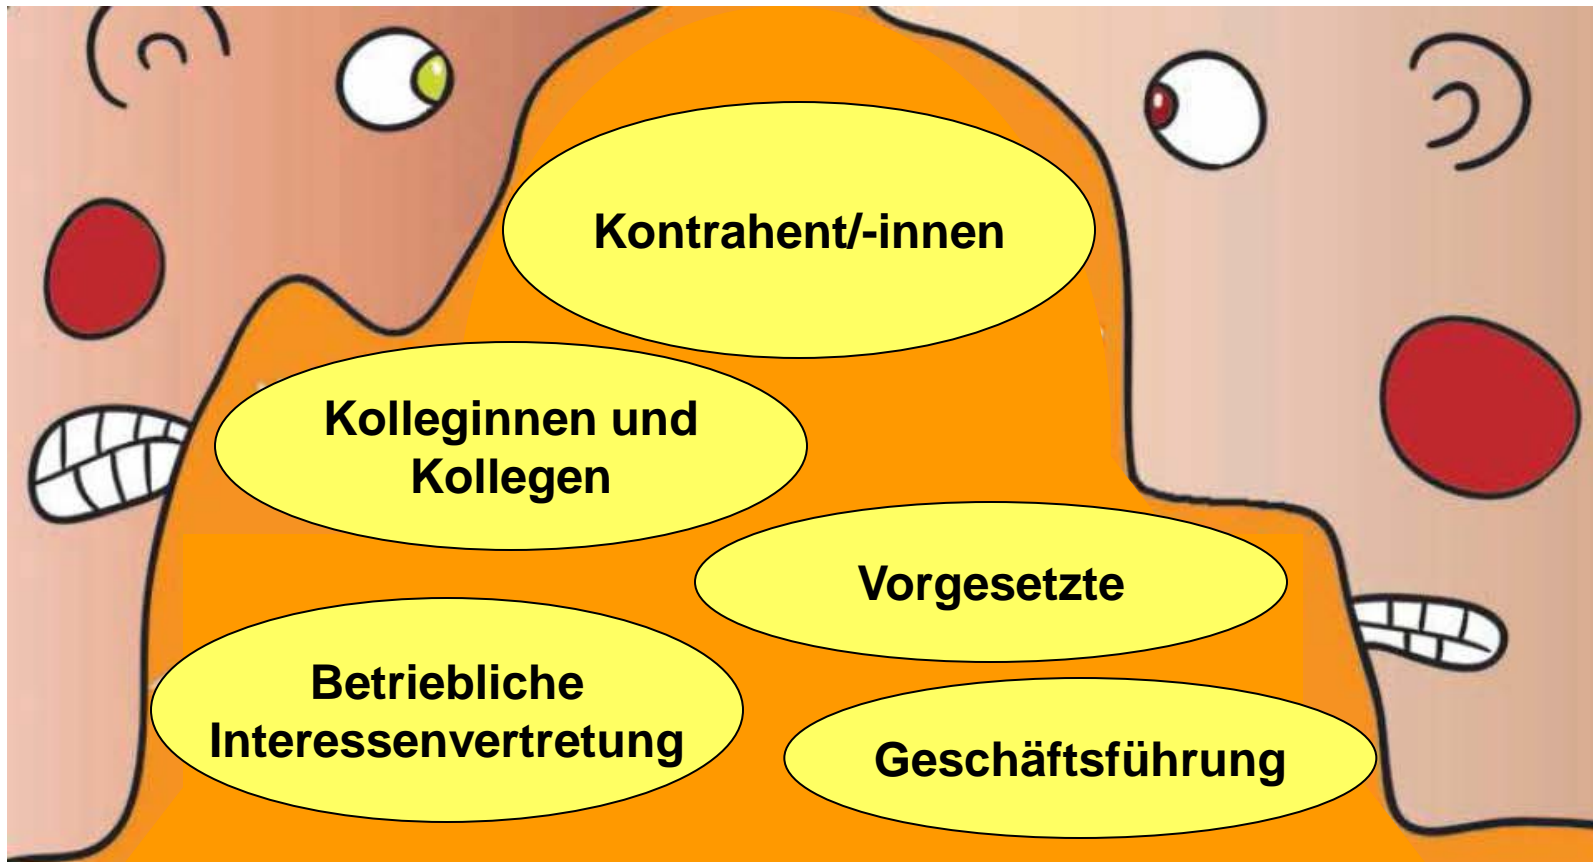 Kontrahent/-innen
Kolleginnen und
Kollegen
Vorgesetzte
Betriebliche
Interessenvertretung
Geschäftsführung